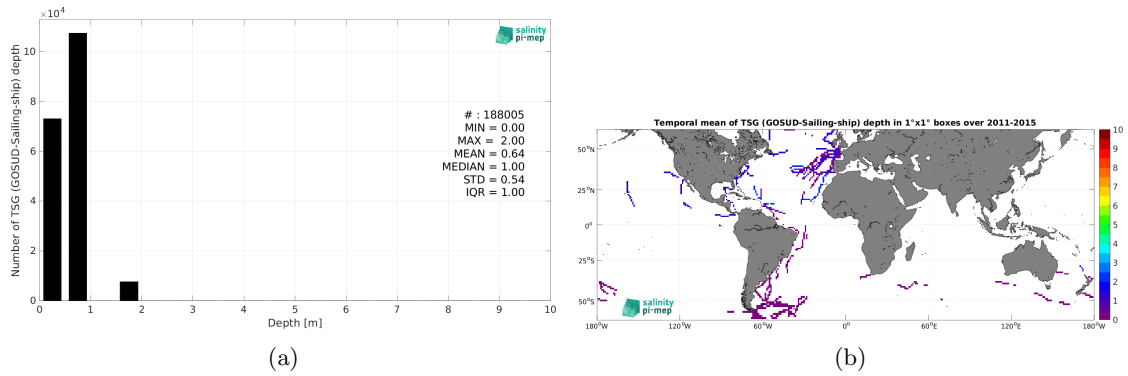 ×10⁴
salinity
pi-mep
Number of TSG (GOSUD-Sailing-ship) depth
10
8
6
4
2
0
# : 188005
MIN = 0.00
MAX = 2.00
MEAN = 0.64
MEDIAN = 1.00
STD = 0.54
IQR = 1.00
0 1 2 3 4 5 6 7 8 9 10
Depth [m]
(a)
Temporal mean of TSG (GOSUD-Sailing-ship) depth in 1°x1° boxes over 2011-2015
50°N
25°N
0°
25°S
50°S
salinity
pi-mep
180°W 120°W 60°W 0° 60°E 120°E 180°W
10
9
8
7
6
5
4
3
2
1
0
(b)